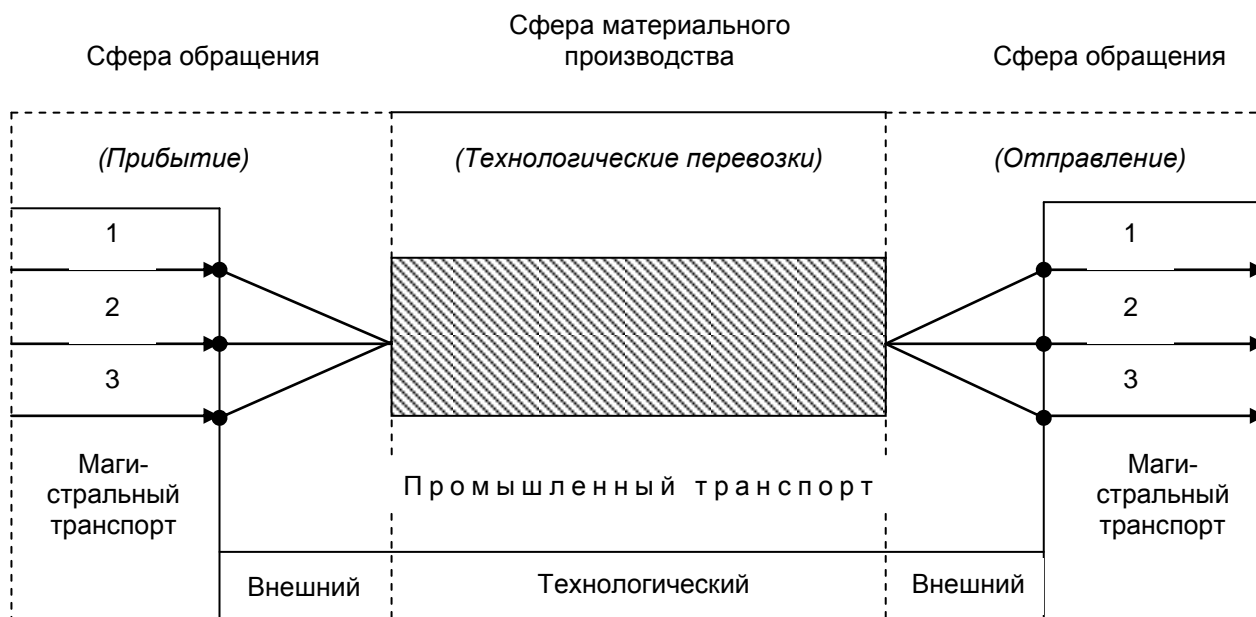 Сфера обращения
Сфера материального
производства
Сфера обращения
(Прибытие)
(Технологические перевозки)
(Отправление)
1
2
3
1
2
3
Маги-
стральный
транспорт
Промышленный транспорт
Маги-
стральный
транспорт
Внешний
Технологический
Внешний